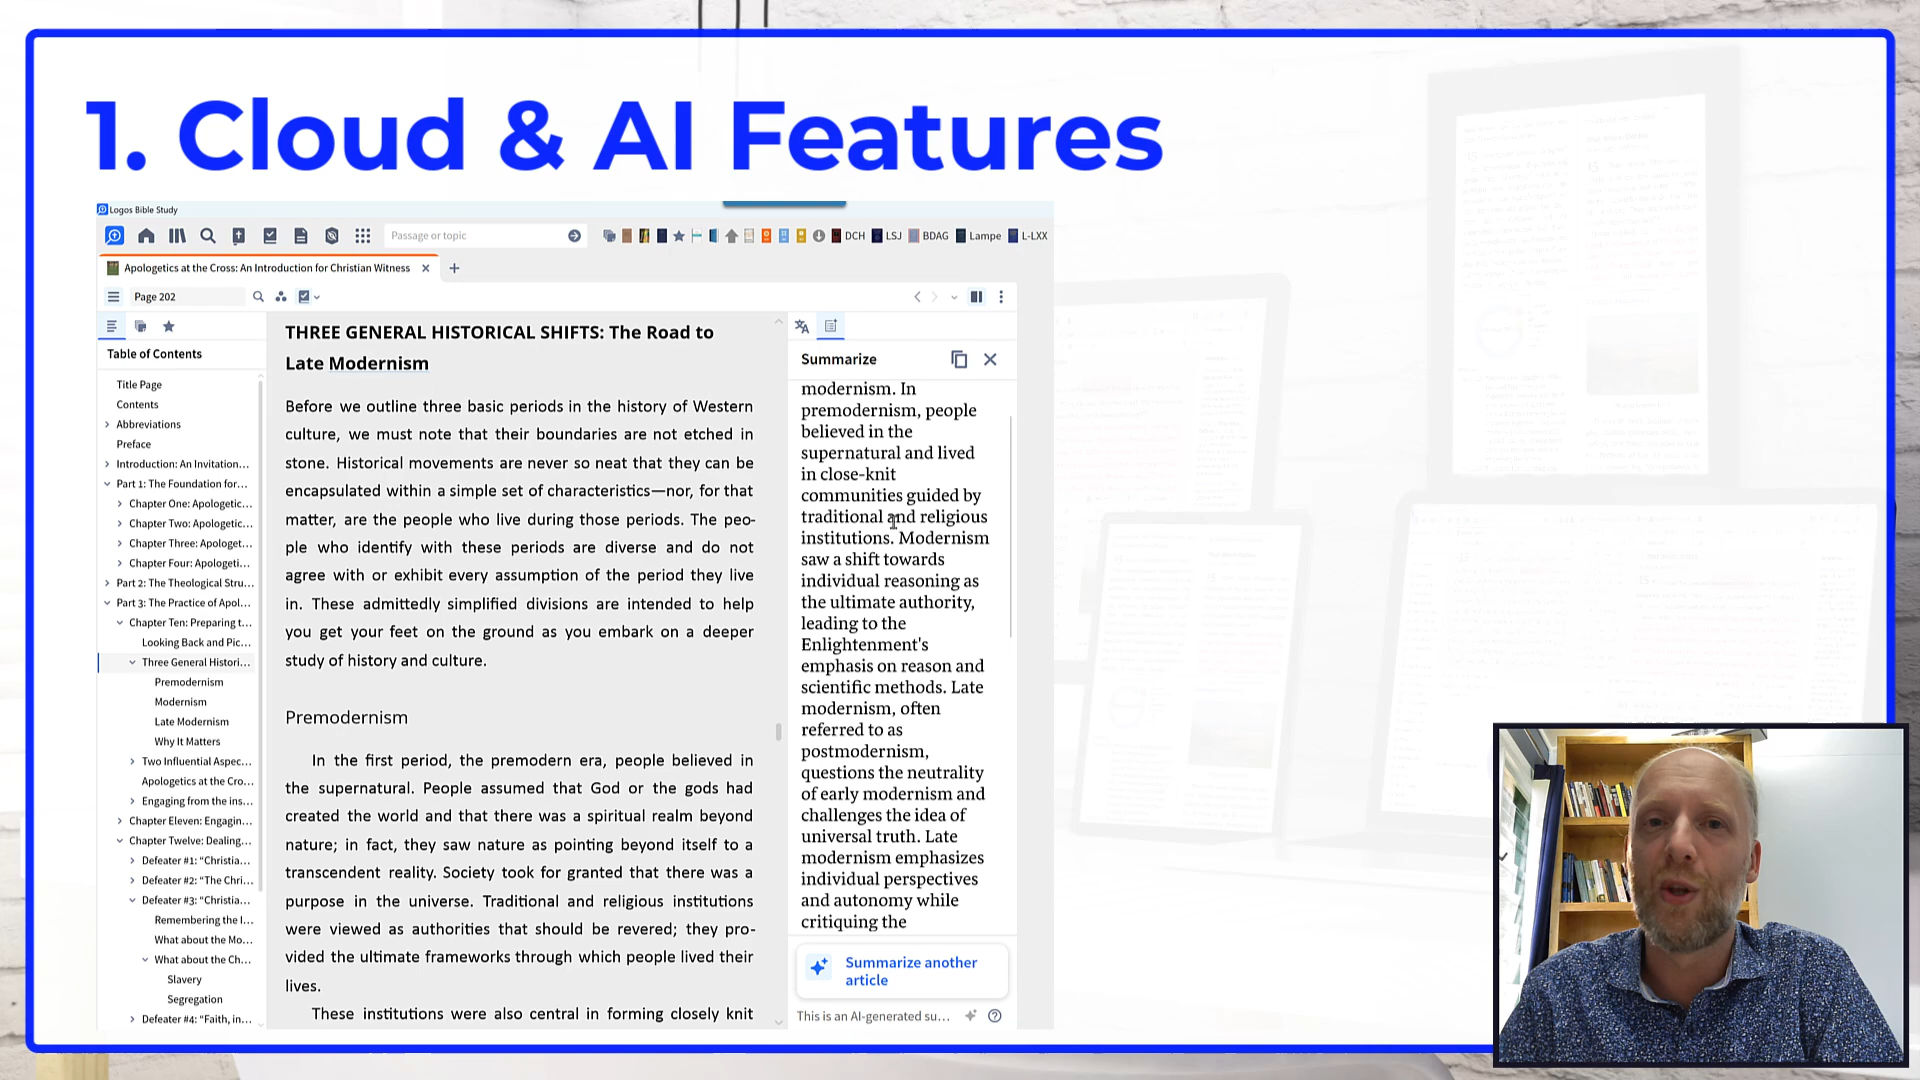 1. Cloud & AI Features
Logos Bible Study
Passage or topic
DCH
LSJ
BDAG
Lampe
L-LXX
Apologetics at the Cross: An Introduction for Christian Witness
Page 202
Table of Contents
Title Page
Contents
Abbreviations
Preface
Introduction: An Invitation...
Part 1: The Foundation for...
Chapter One: Apologetic...
Chapter Two: Apologetic...
Chapter Three: Apologet...
Chapter Four: Apologeti...
Part 2: The Theological Stru...
Part 3: The Practice of Apol...
Chapter Ten: Preparing t...
Looking Back and Pic...
Three General Histori...
Premodernism
Modernism
Late Modernism
Why It Matters
Two Influential Aspec...
Apologetics at the Cro...
Engaging from the ins...
Chapter Eleven: Engagin...
Chapter Twelve: Dealing...
Defeater #1: “Christia...
Defeater #2: “The Chri...
Defeater #3: “Christia...
Remembering the I...
What about the Mo...
What about the Ch...
Slavery
Segregation
Defeater #4: “Faith, in...
THREE GENERAL HISTORICAL SHIFTS: The Road to
Late Modernism
Before we outline three basic periods in the history of Western
culture, we must note that their boundaries are not etched in
stone. Historical movements are never so neat that they can be
encapsulated within a simple set of characteristics—nor, for that
matter, are the people who live during those periods. The peo-
ple who identify with these periods are diverse and do not
agree with or exhibit every assumption of the period they live
in. These admittedly simplified divisions are intended to help
you get your feet on the ground as you embark on a deeper
study of history and culture.
Premodernism
In the first period, the premodern era, people believed in
the supernatural. People assumed that God or the gods had
created the world and that there was a spiritual realm beyond
nature; in fact, they saw nature as pointing beyond itself to a
transcendent reality. Society took for granted that there was a
purpose in the universe. Traditional and religious institutions
were viewed as authorities that should be revered; they pro-
vided the ultimate frameworks through which people lived their
lives.
These institutions were also central in forming closely knit
Summarize
modernism. In
premodernism, people
believed in the
supernatural and lived
in close-knit
communities guided by
traditional and religious
institutions. Modernism
saw a shift towards
individual reasoning as
the ultimate authority,
leading to the
Enlightenment's
emphasis on reason and
scientific methods. Late
modernism, often
referred to as
postmodernism,
questions the neutrality
of early modernism and
challenges the idea of
universal truth. Late
modernism emphasizes
individual perspectives
and autonomy while
critiquing the
Summarize another
article
This is an AI-generated su...